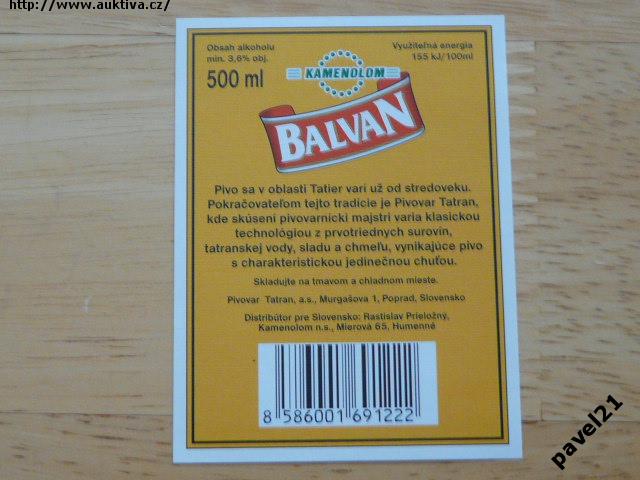 http://www.auktiva.cz/
Obsah alkoholu
min. 3,6% obj.
500 ml
Využiteľná energia
155 kJ/100ml
KAMENOLOM
BALVAN
Pivo sa v oblasti Tatier varí už od stredoveku.
Pokračovateľom tejto tradície je Pivovar Tatran,
kde skúsení pivovarnícki majstri varia klasickou
technológiou z prvotriednych surovín,
tatranskej vody, sladu a chmeľu, vynikajúce pivo
s charakteristickou jedinečnou chuťou.
Skladujte na tmavom a chladnom mieste.
Pivovar Tatran, a.s., Murgašova 1, Poprad, Slovensko
Distribútor pre Slovensko: Rastislav Prieložný,
Kamenolom n.s., Mierová 65, Humenné
8 586001 691222
pavel21